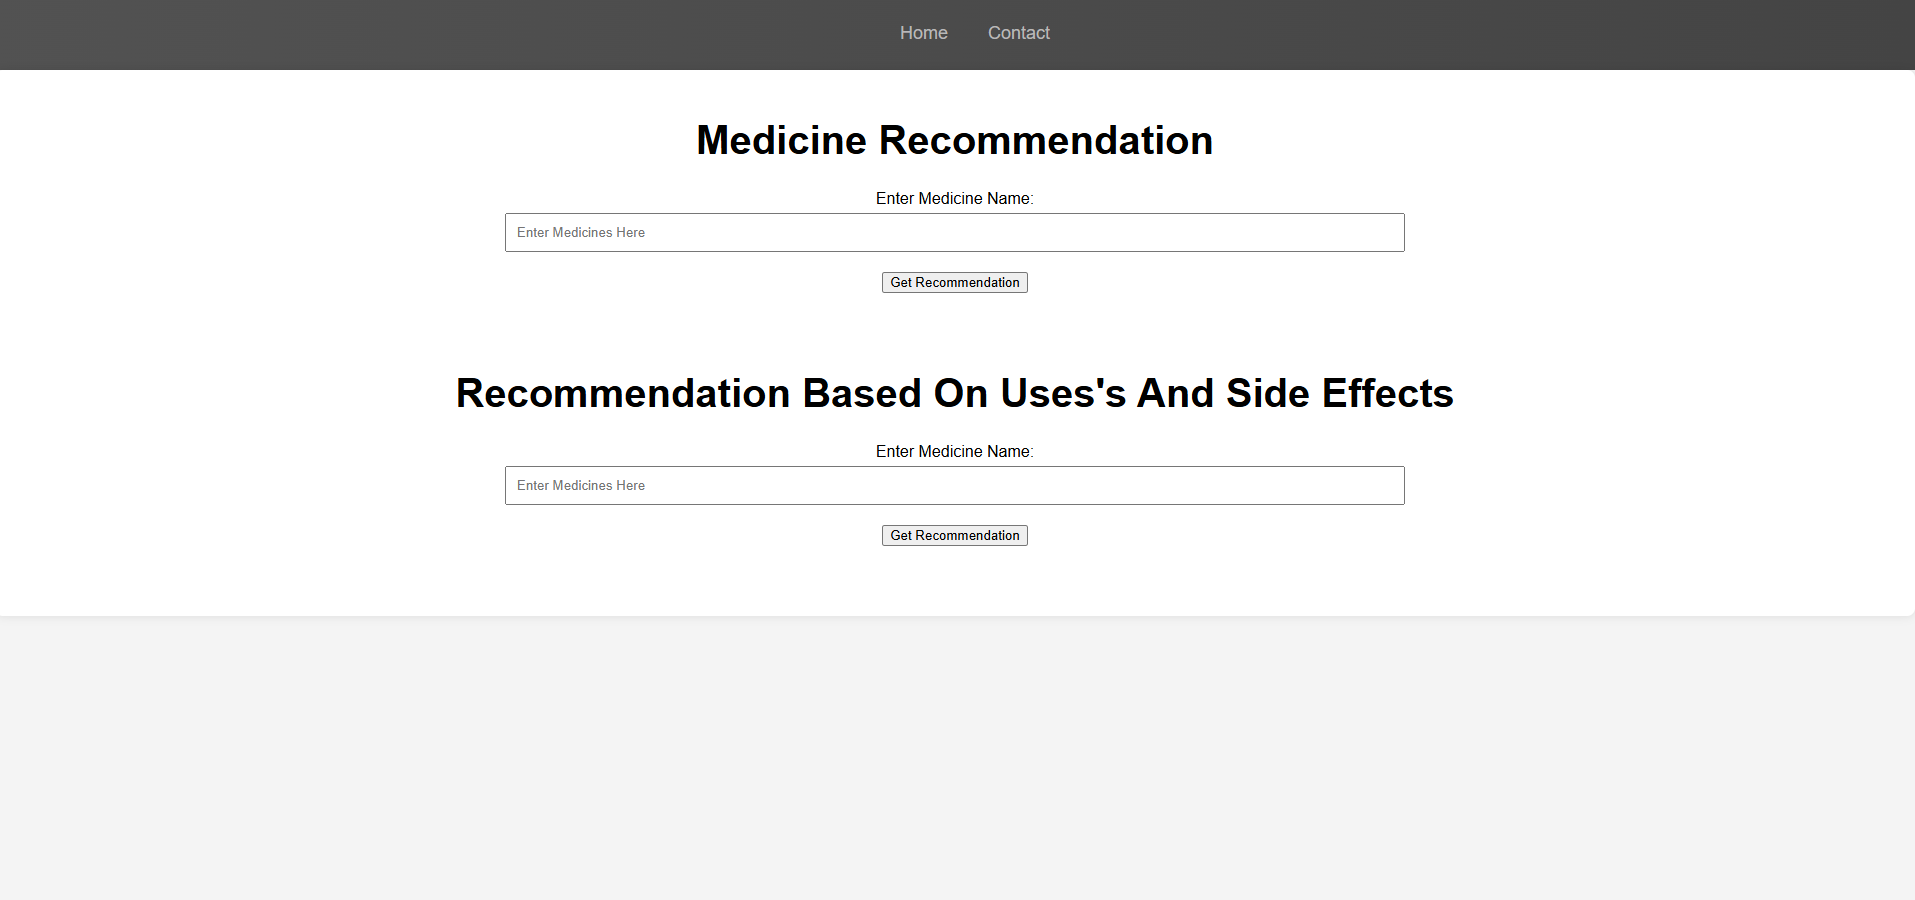 Home Contact
Medicine Recommendation
Enter Medicine Name:
Enter Medicines Here
Get Recommendation
Recommendation Based On Uses's And Side Effects
Enter Medicine Name:
Enter Medicines Here
Get Recommendation